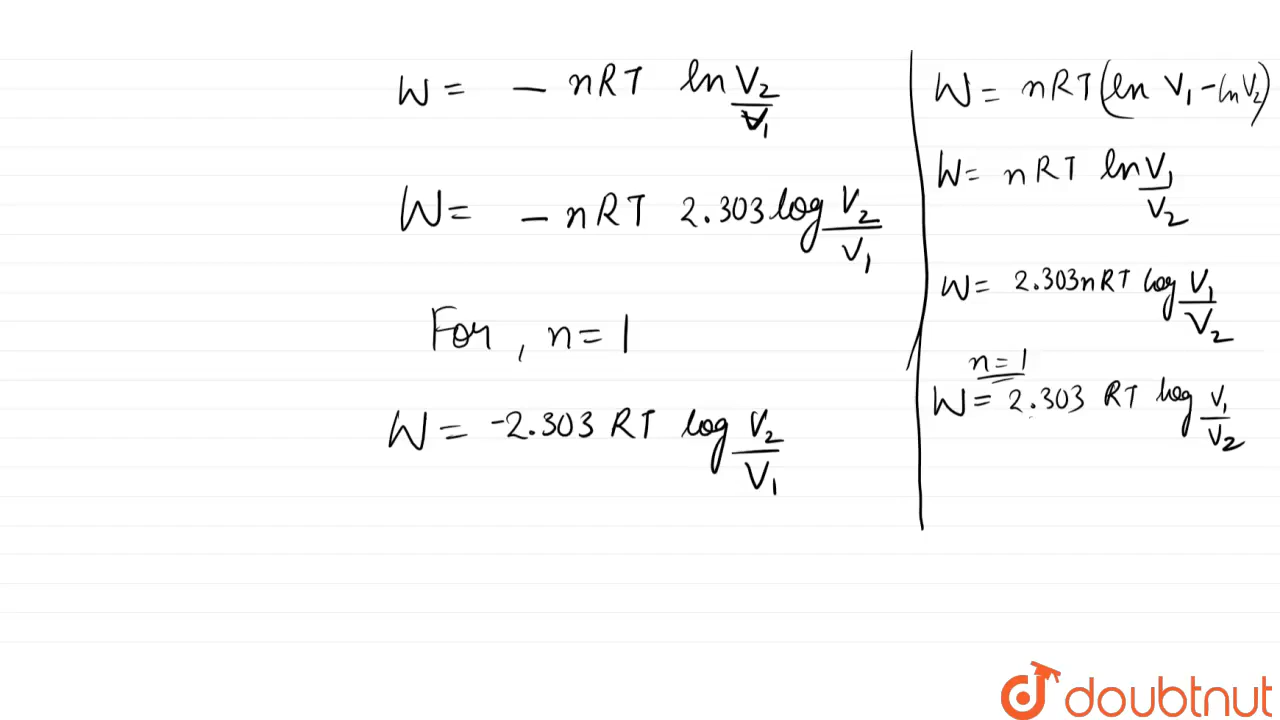 W = - nRT ln V₂/V₁
W = - nRT 2.303 log V₂/V₁
For, n = 1
W = -2.303 RT log V₂/V₁
W = nRT (ln V₁ - ln V₂)
W = nRT ln V₁/V₂
W = 2.303nRT log V₁/V₂
n = 1
W = 2.303 RT log V₁/V₂
doubtnut